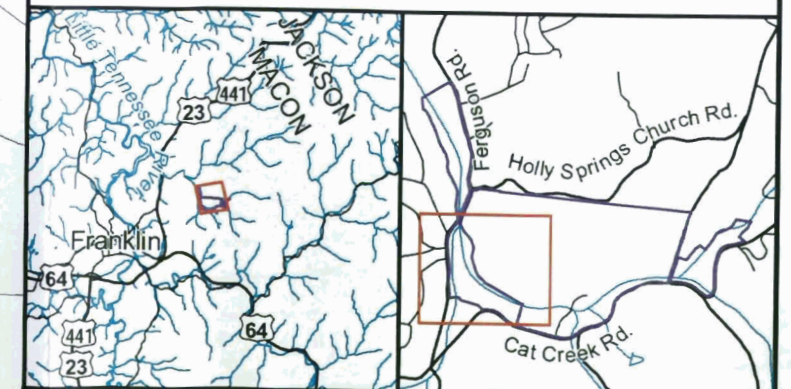 Little Tennessee River
JACKSON
MACON
441
23
Franklin
64
441
23
64
Ferguson Rd.
Holly Springs Church Rd.
Cat Creek Rd.